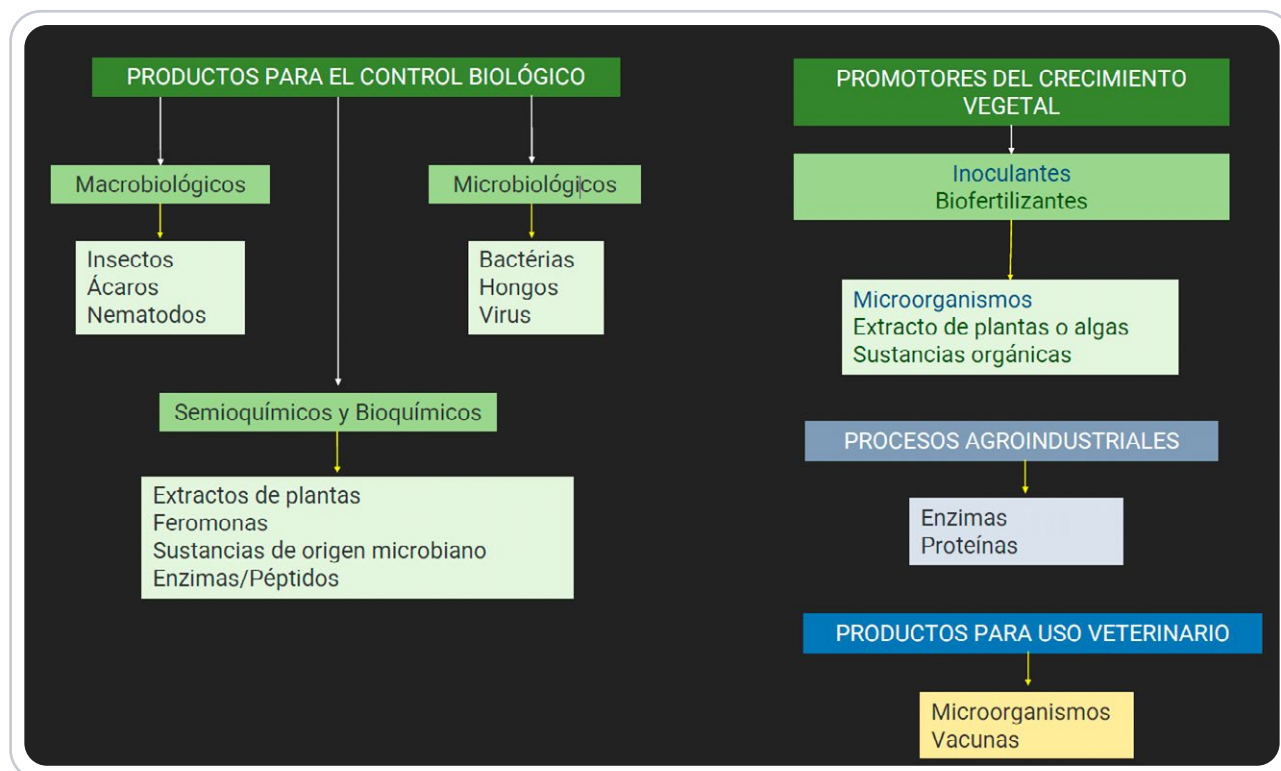 PRODUCTOS PARA EL CONTROL BIOLÓGICO
Macrobiológicos
Insectos
Ácaros
Nematodos
Microbiológicos
Bactérias
Hongos
Virus
Semioquímicos y Bioquímicos
Extractos de plantas
Feromonas
Sustancias de origen microbiano
Enzimas/Péptidos
PROMOTORES DEL CRECIMIENTO
VEGETAL
Inoculantes
Biofertilizantes
Microorganismos
Extracto de plantas o algas
Sustancias orgánicas
PROCESOS AGROINDUSTRIALES
Enzimas
Proteínas
PRODUCTOS PARA USO VETERINARIO
Microorganismos
Vacunas